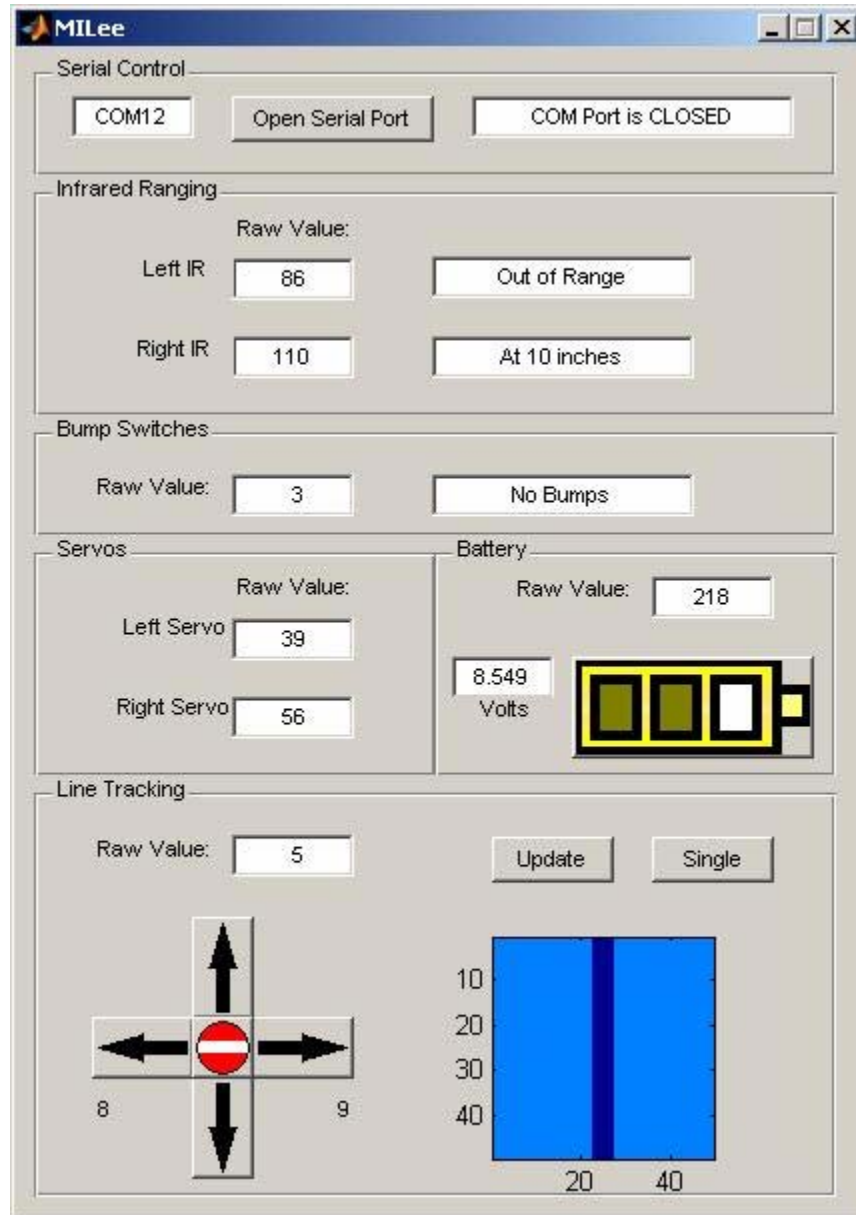 MILee
Serial Control
COM12 Open Serial Port COM Port is CLOSED
Infrared Ranging
Raw Value:
Left IR 86 Out of Range
Right IR 110 At 10 inches
Bump Switches
Raw Value: 3 No Bumps
Servos Battery
Raw Value: Raw Value: 218
Left Servo 39
8.549
Right Servo 56 Volts
Line Tracking
Raw Value: 5 Update Single
10
20
30
40
8 9
20 40